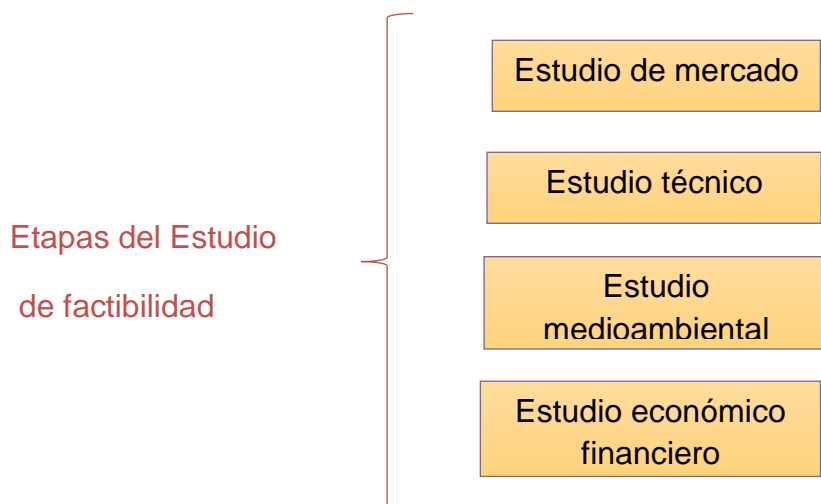 Etapas del Estudio
de factibilidad
Estudio de mercado
Estudio técnico
Estudio
medioambiental
Estudio económico
financiero